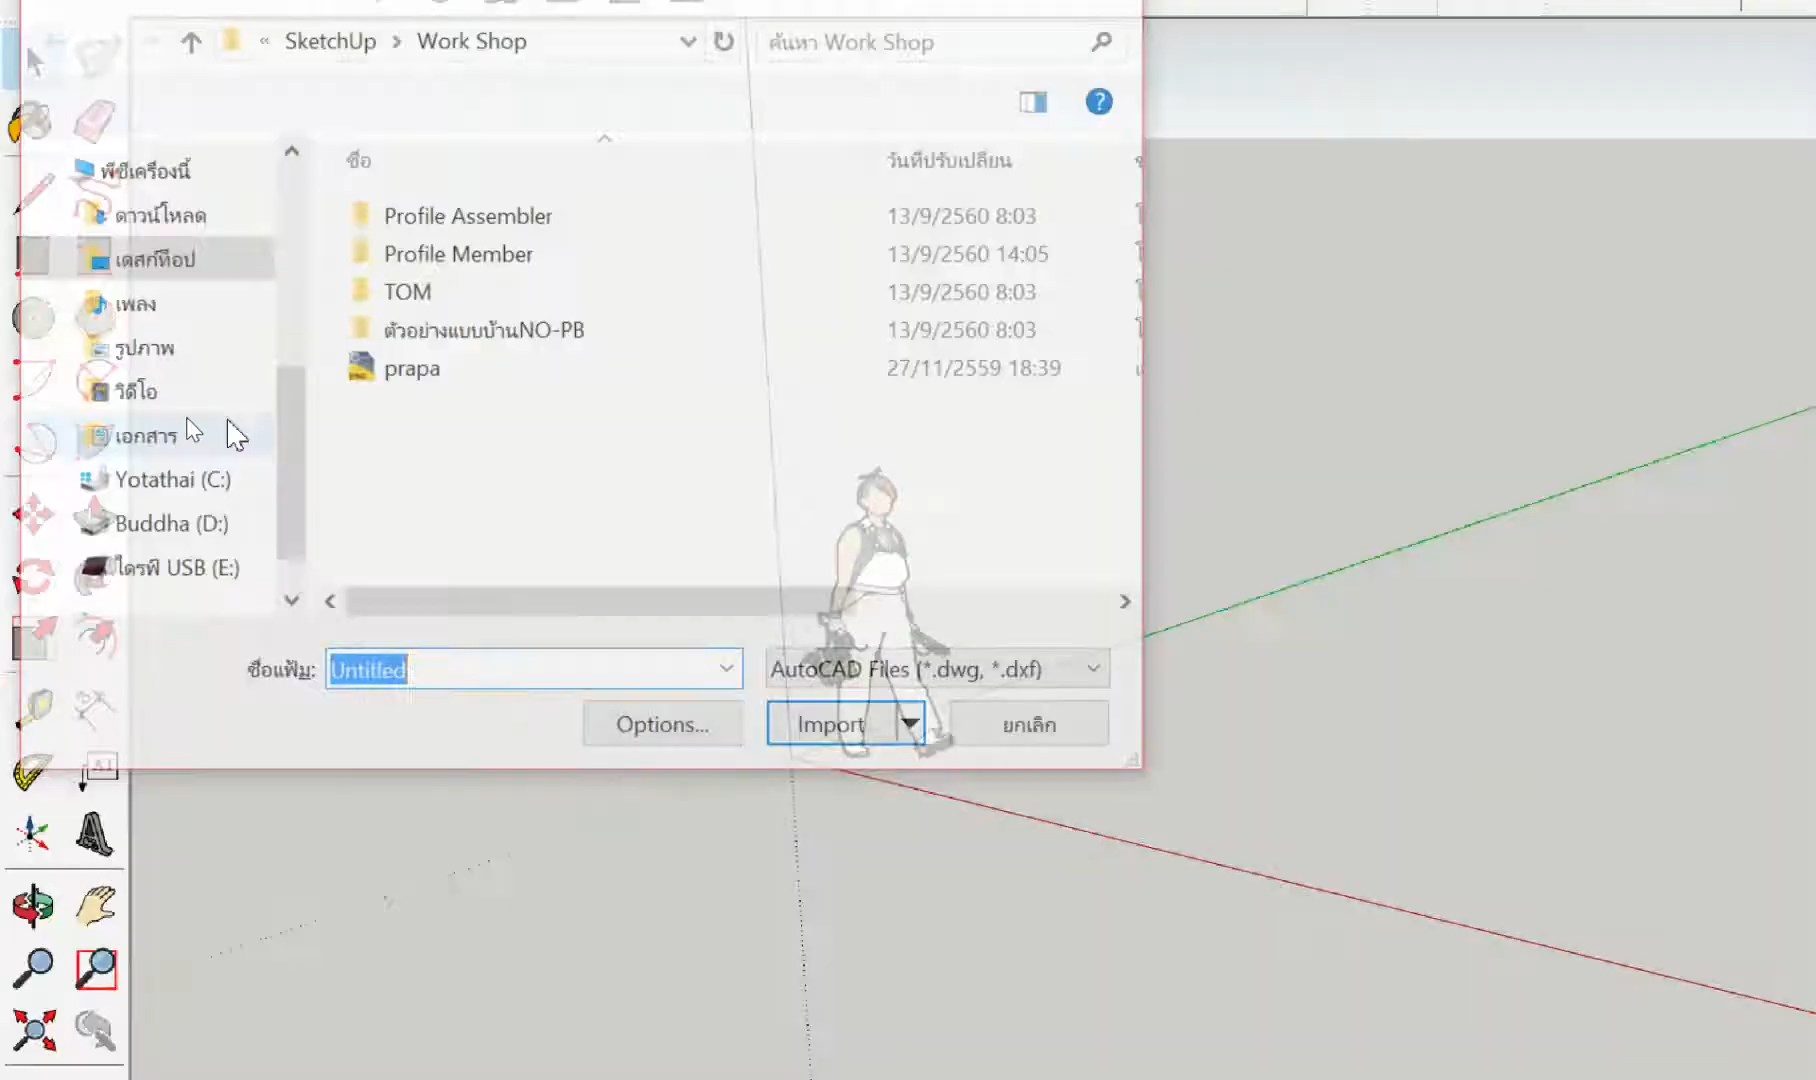 « SketchUp > Work Shop
ค้นหา Work Shop
ชื่อ
วันที่ปรับเปลี่ยน
พีซีเครื่องนี้
ดาวน์โหลด
เดสก์ท็อป
เพลง
รูปภาพ
วิดีโอ
เอกสาร
Yotathai (C:)
Buddha (D:)
ไดรฟ์ USB (E:)
Profile Assembler 13/9/2560 8:03
Profile Member 13/9/2560 14:05
TOM 13/9/2560 8:03
ตัวอย่างแบบบ้านNO-PB 13/9/2560 8:03
prapa 27/11/2559 18:39
ชื่อแฟ้ม: Untitled AutoCAD Files (*.dwg, *.dxf)
Options... Import ยกเลิก